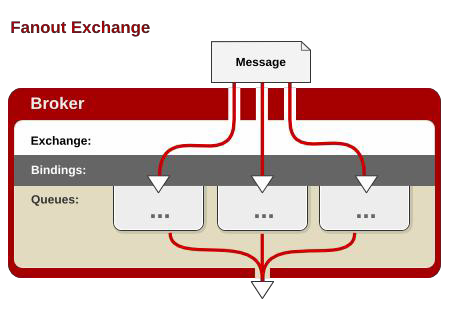 Fanout Exchange
Message
Broker
Exchange:
Bindings:
Queues:
... ... ...